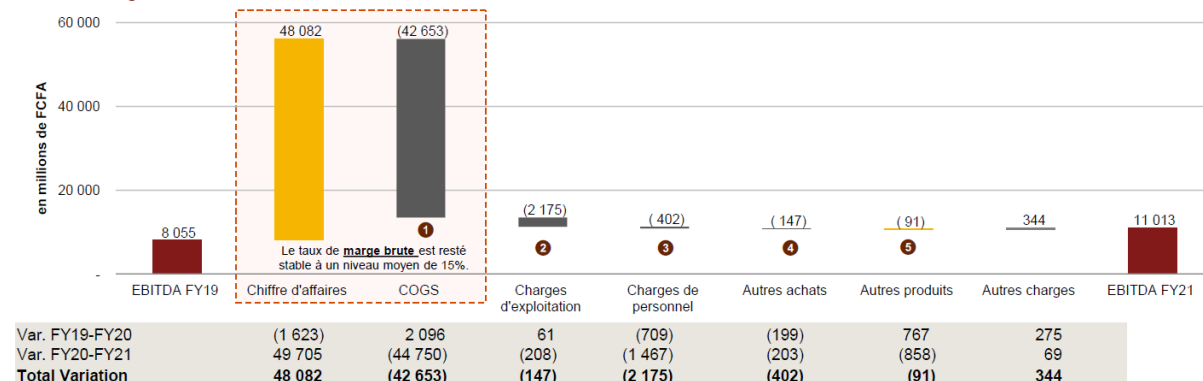 60 000
48 082
(42 653)
en millions de FCFA
40 000
20 000
8 055
(2 175)
( 402)
( 147)
( 91)
344
11 013
1
2
3
4
5
Le taux de marge brute est resté
stable à un niveau moyen de 15%.
-
EBITDA FY19
Chiffre d'affaires
COGS
Charges
d'exploitation
Charges de
personnel
Autres achats
Autres produits
Autres charges
EBITDA FY21
Var. FY19-FY20 (1 623) 2 096 61 (709) (199) 767 275
Var. FY20-FY21 49 705 (44 750) (208) (1 467) (203) (858) 69
Total Variation 48 082 (42 653) (147) (2 175) (402) (91) 344